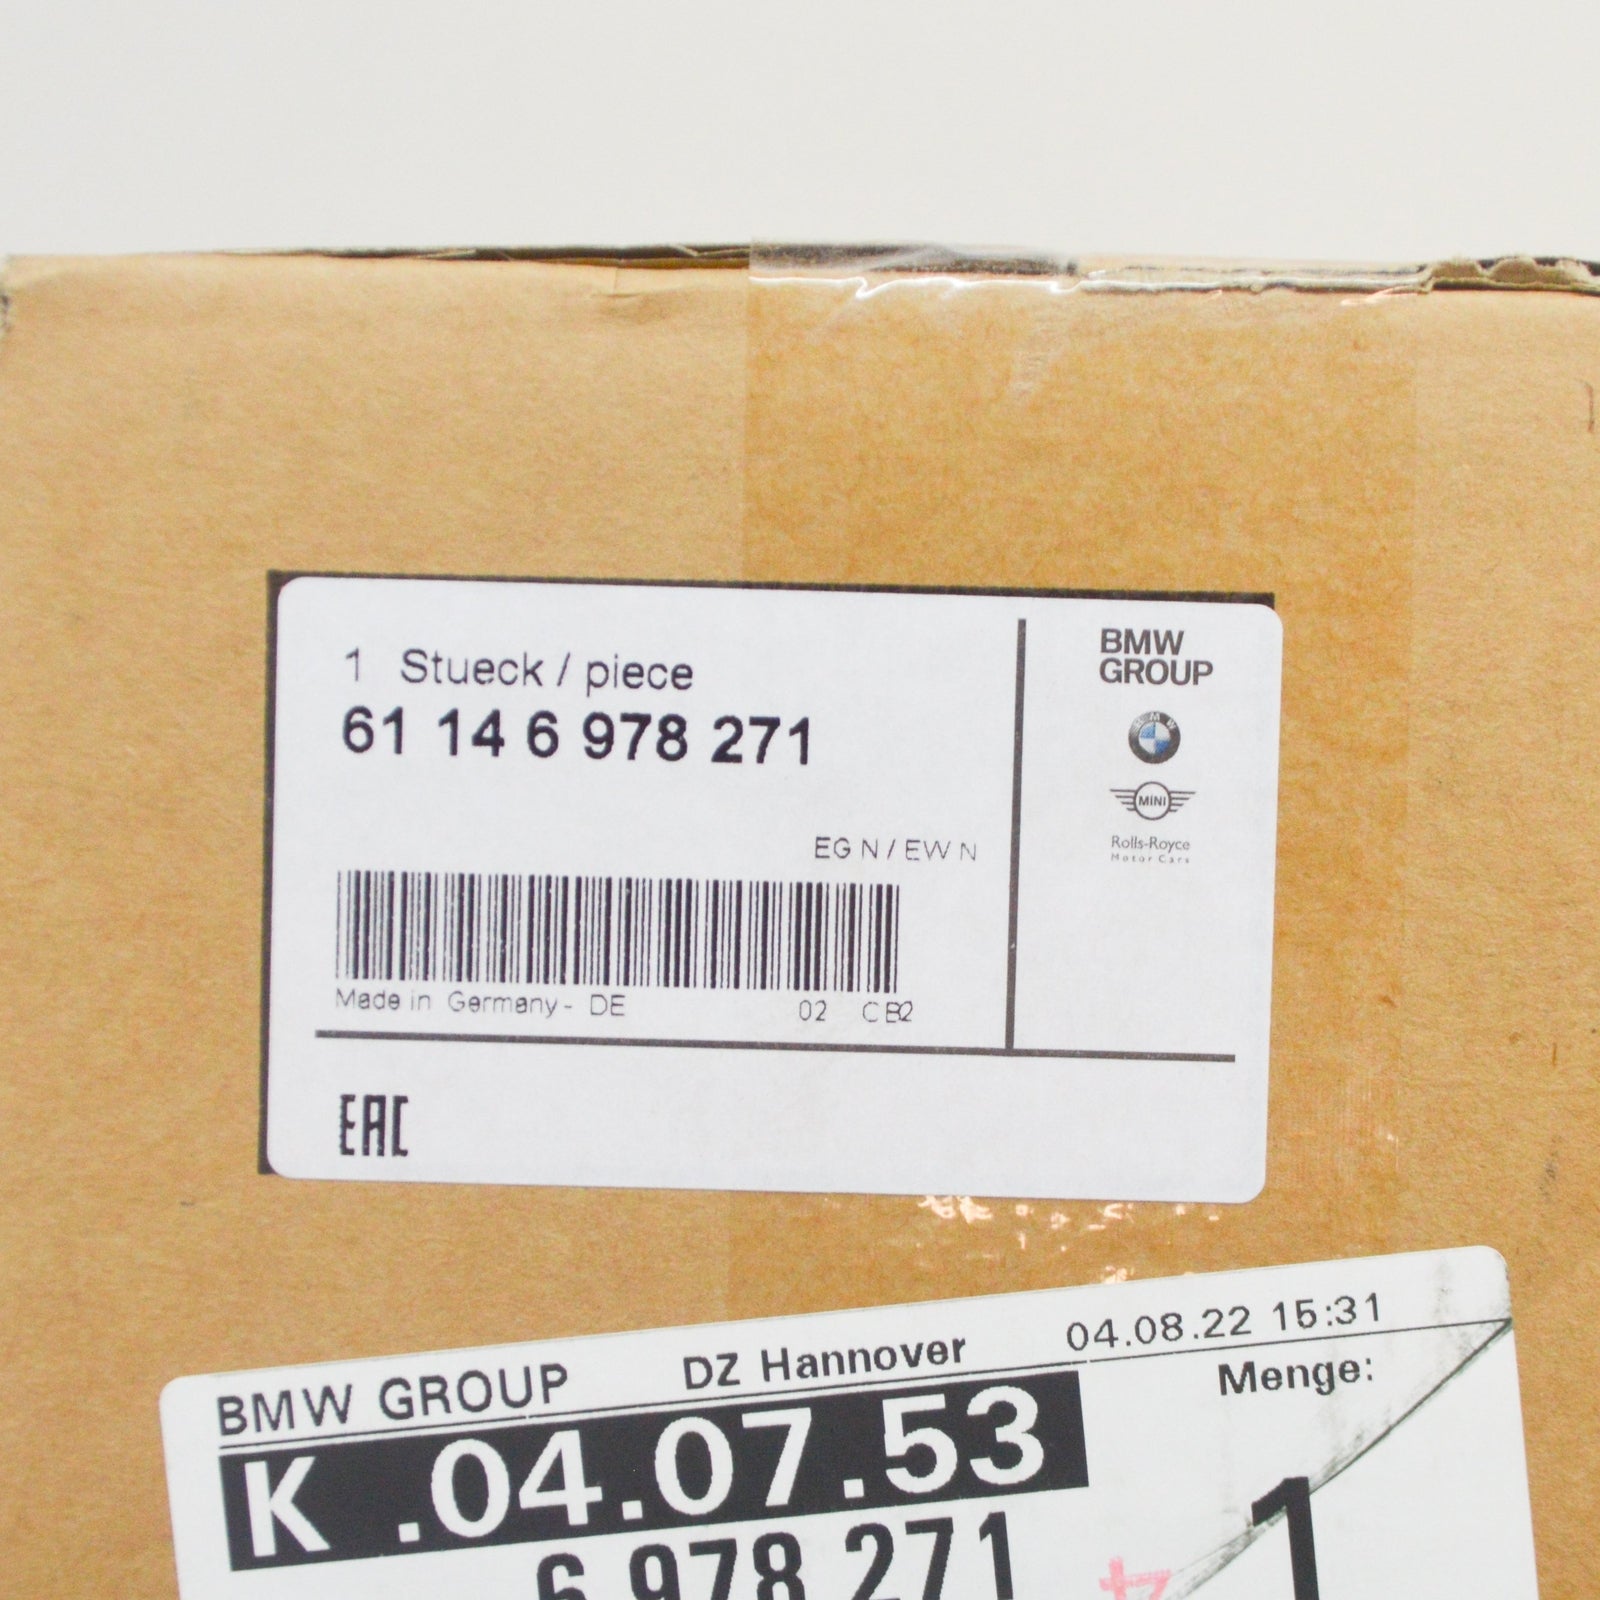 1 Stueck / piece
61 14 6 978 271
EG N / EW N
Made in Germany - DE 02 CB2
EAC
BMW
GROUP
BMW
MINI
Rolls-Royce
Motor Cars
BMW GROUP DZ Hannover 04.08.22 15:31
K .04.07.53 Menge:
6 978 271 1